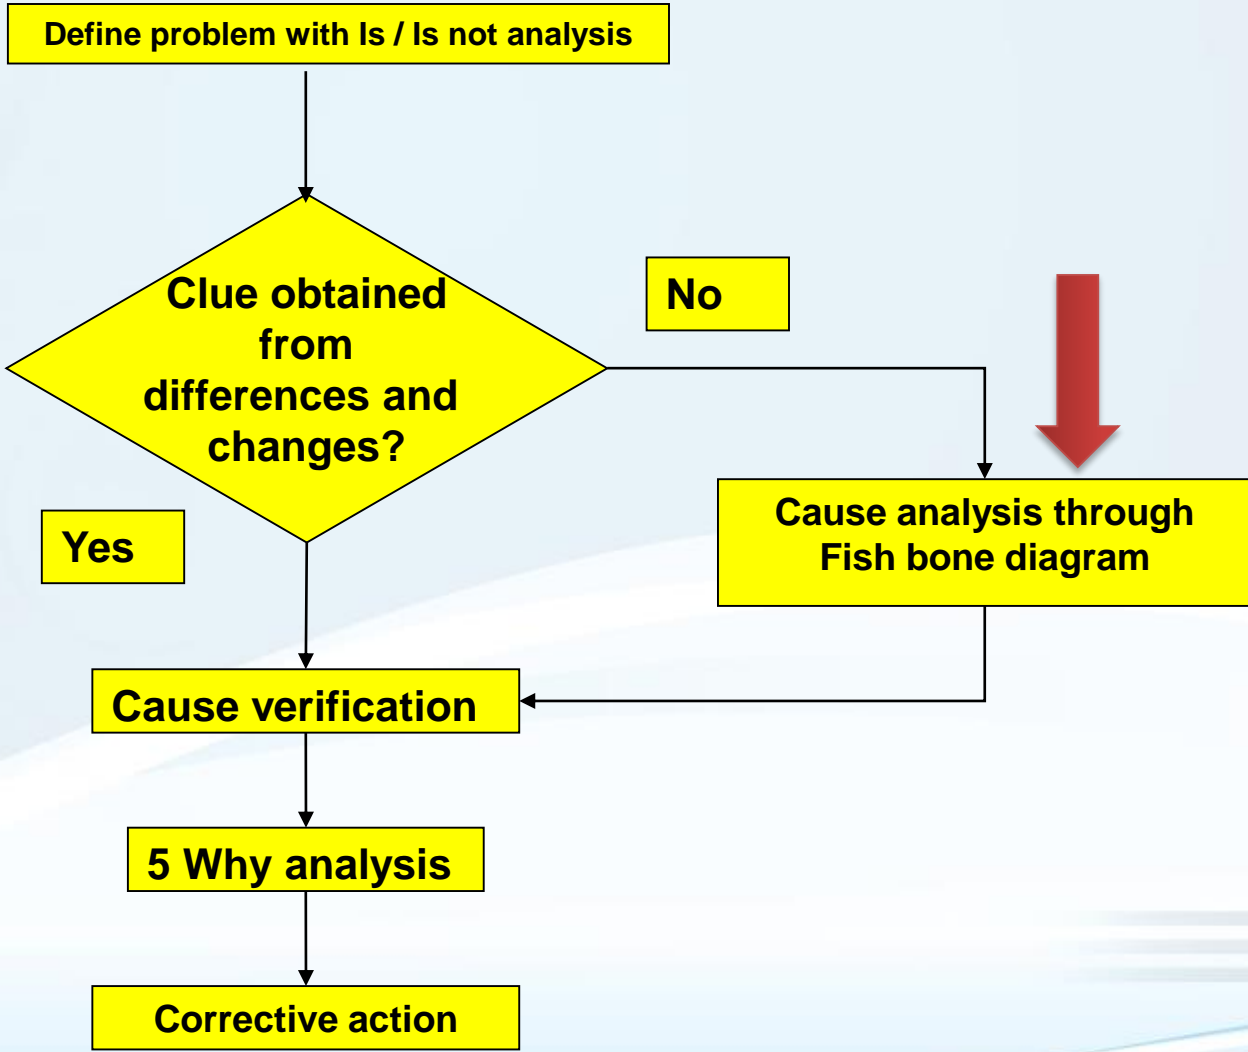 Define problem with Is / Is not analysis
Clue obtained
from
differences and
changes?
No
Yes
Cause analysis through
Fish bone diagram
Cause verification
5 Why analysis
Corrective action